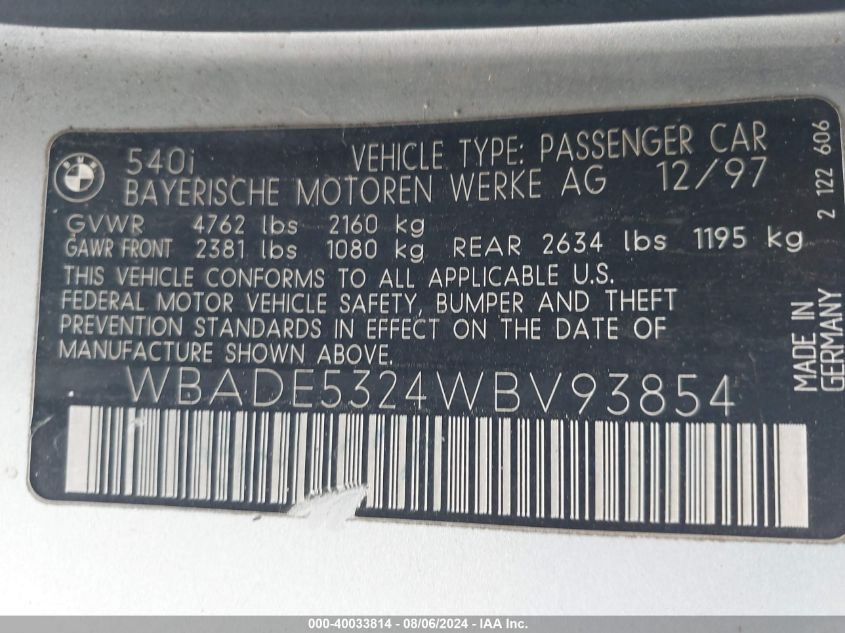 BMW
540i VEHICLE TYPE: PASSENGER CAR
BAYERISCHE MOTOREN WERKE AG 12/97
GVWR 4762 lbs 2160 kg
GAWR FRONT 2381 lbs 1080 kg REAR 2634 lbs 1195 kg
THIS VEHICLE CONFORMS TO ALL APPLICABLE U.S.
FEDERAL MOTOR VEHICLE SAFETY, BUMPER AND THEFT
PREVENTION STANDARDS IN EFFECT ON THE DATE OF
MANUFACTURE SHOWN ABOVE.
WBADE5324WBV93854
2 122 606
MADE IN
GERMANY
000-40033814 - 08/06/2024 - IAA Inc.